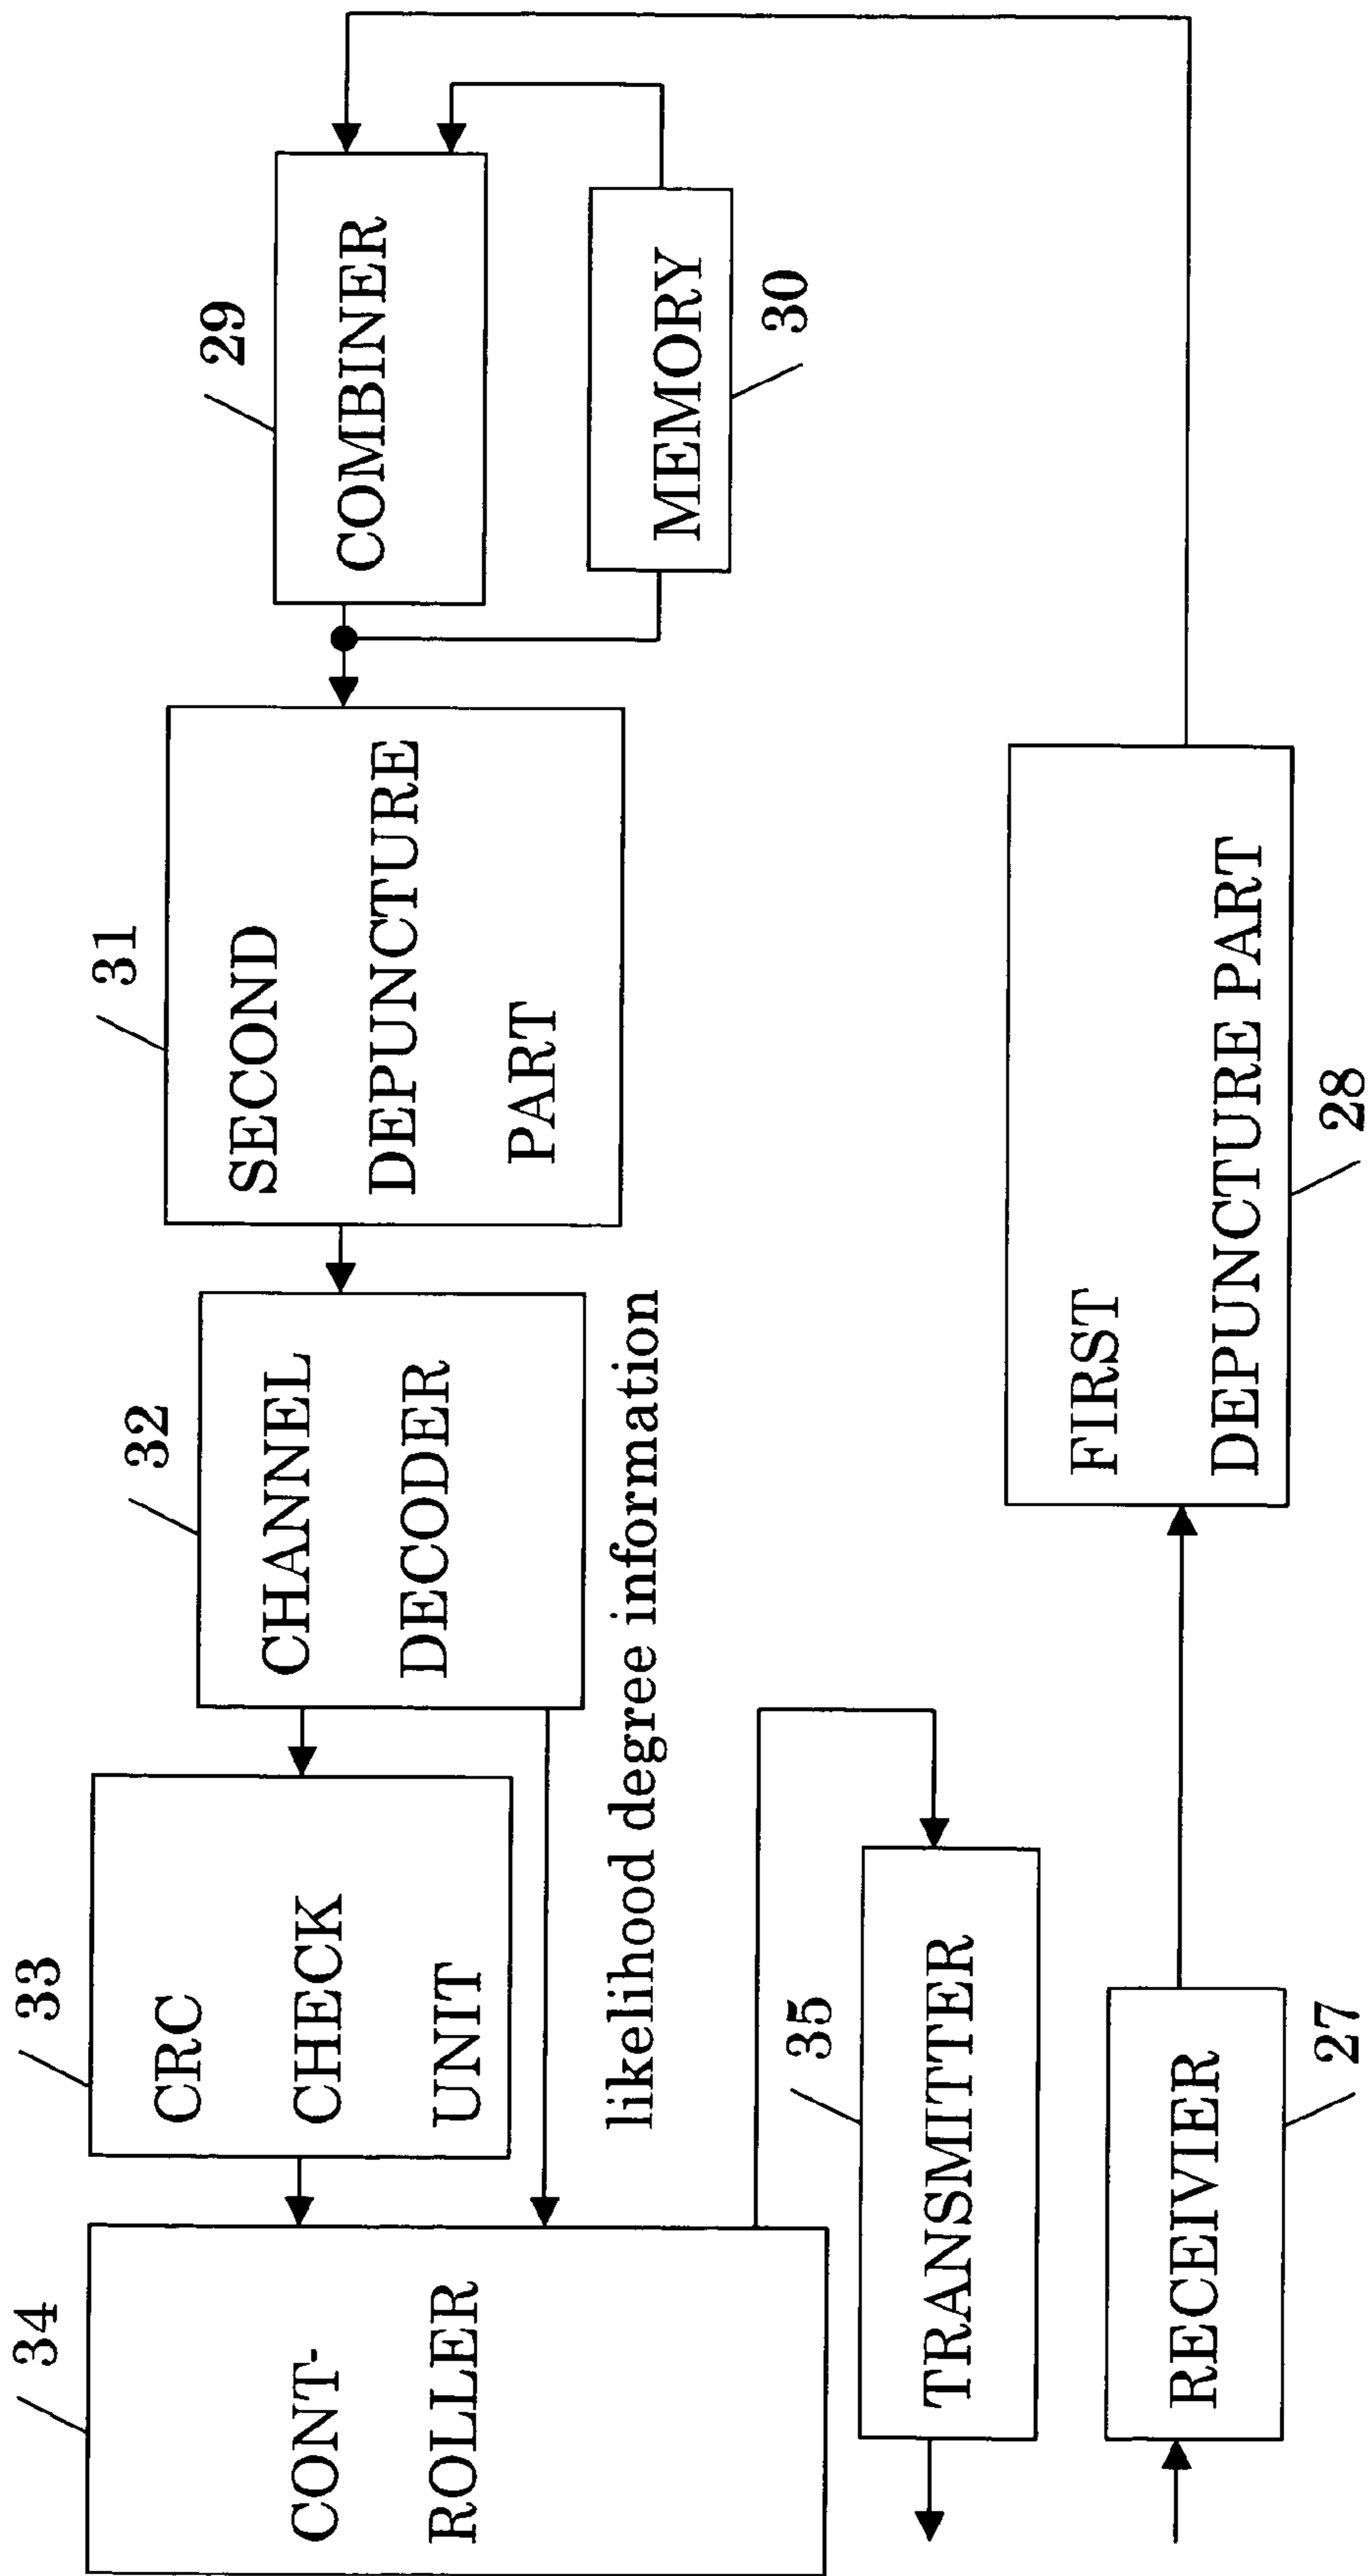 34
CONT-
ROLLER
33
CRC
CHECK
UNIT
32
CHANNEL
DECODER
31
SECOND
DEPUNCTURE
PART
29
COMBINER
MEMORY
30
likelihood degree information
35
TRANSMITTER
RECEIVIER
27
FIRST
DEPUNCTURE PART
28